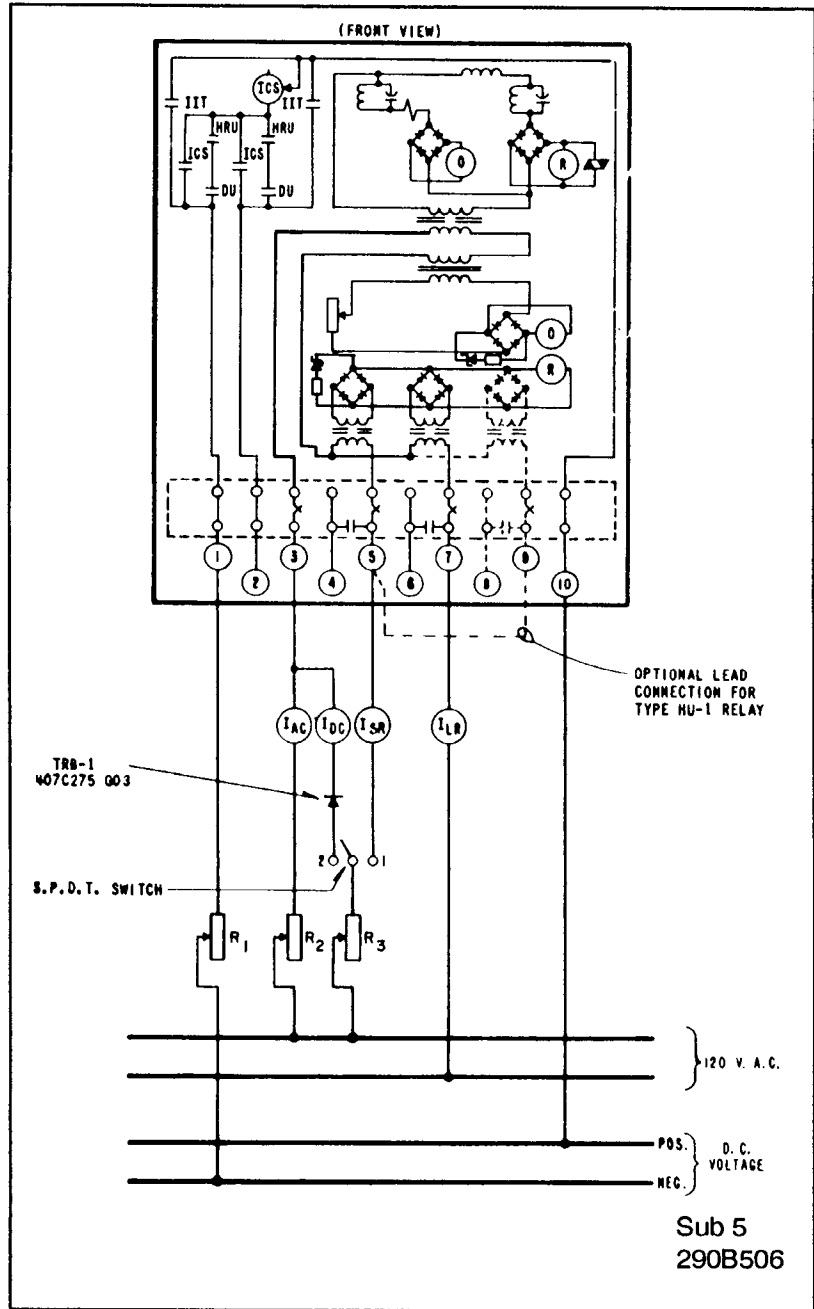 (FRONT VIEW)
ICS
IIT
IIT
HRU
HRU
ICS
ICS
DU
DU
O
R
O
R
1
3
5
7
9
2
4
6
8
10
OPTIONAL LEAD
CONNECTION FOR
TYPE HU-1 RELAY
IAC
IDC
ISR
ILR
TRB-1
407C275 G03
2
1
S.P.D.T. SWITCH
R1
R2
R3
120 V. A.C.
POS.
D. C.
VOLTAGE
NEG.
Sub 5
290B506